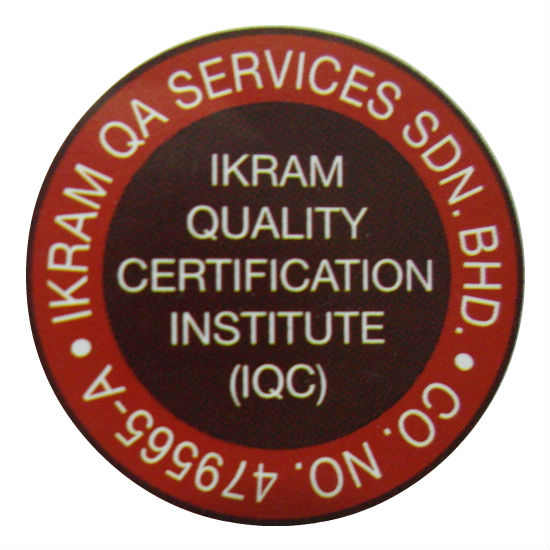 IKRAM QA SERVICES SDN. BHD.
• CO. NO. 479565-A •
IKRAM
QUALITY
CERTIFICATION
INSTITUTE
(IQC)